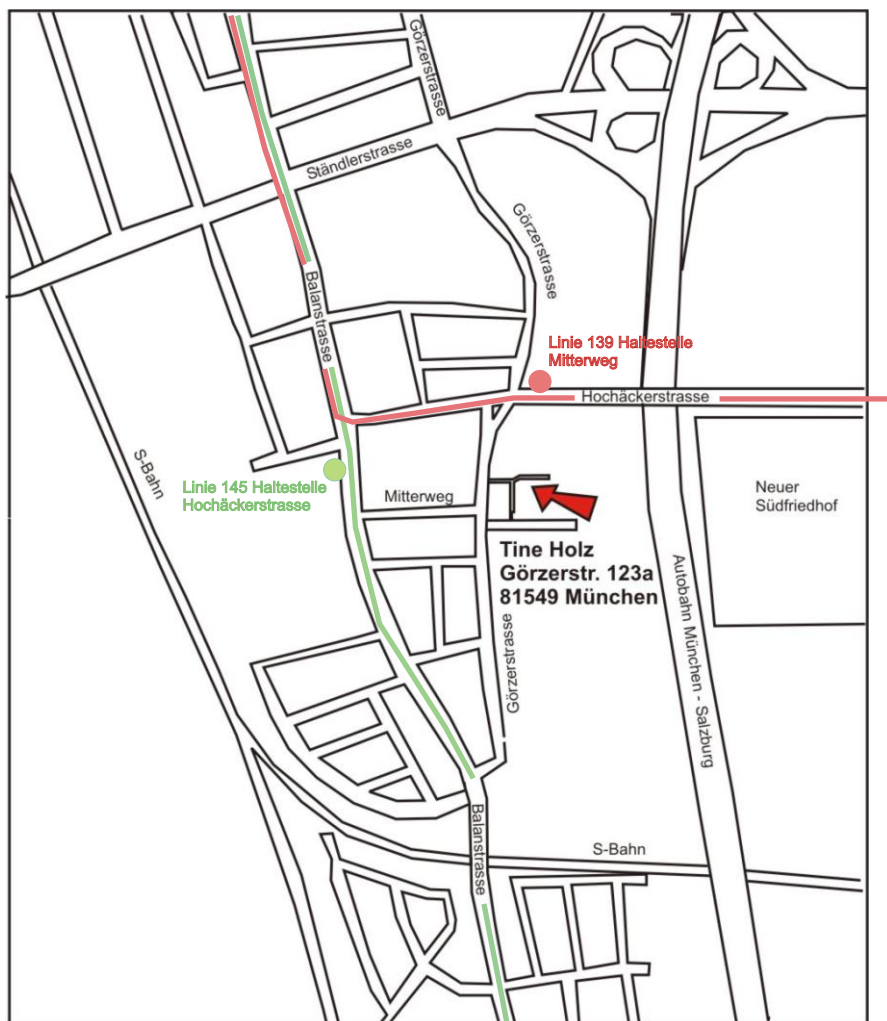 Görzerstrasse
Ständlerstrasse
Görzerstrasse
Balanstrasse
Linie 139 Haltestelle
Mitterweg
Hochäckerstrasse
S-Bahn
Linie 145 Haltestelle
Hochäckerstrasse
Mitterweg
Neuer
Südfriedhof
Tine Holz
Görzerstr. 123a
81549 München
Autobahn München - Salzburg
Görzerstrasse
Balanstrasse
S-Bahn